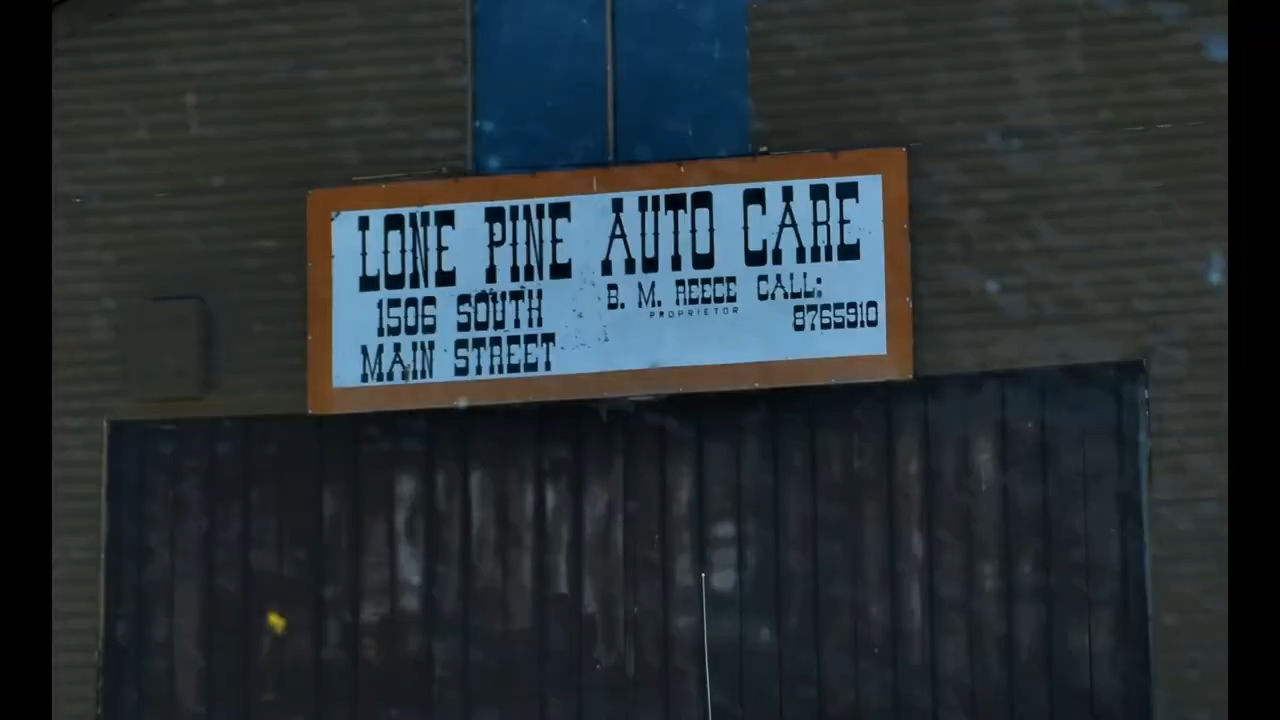 LONE PINE AUTO CARE
1506 SOUTH
MAIN STREET
B. M. REECE CALL:
PROPRIETOR
8765910